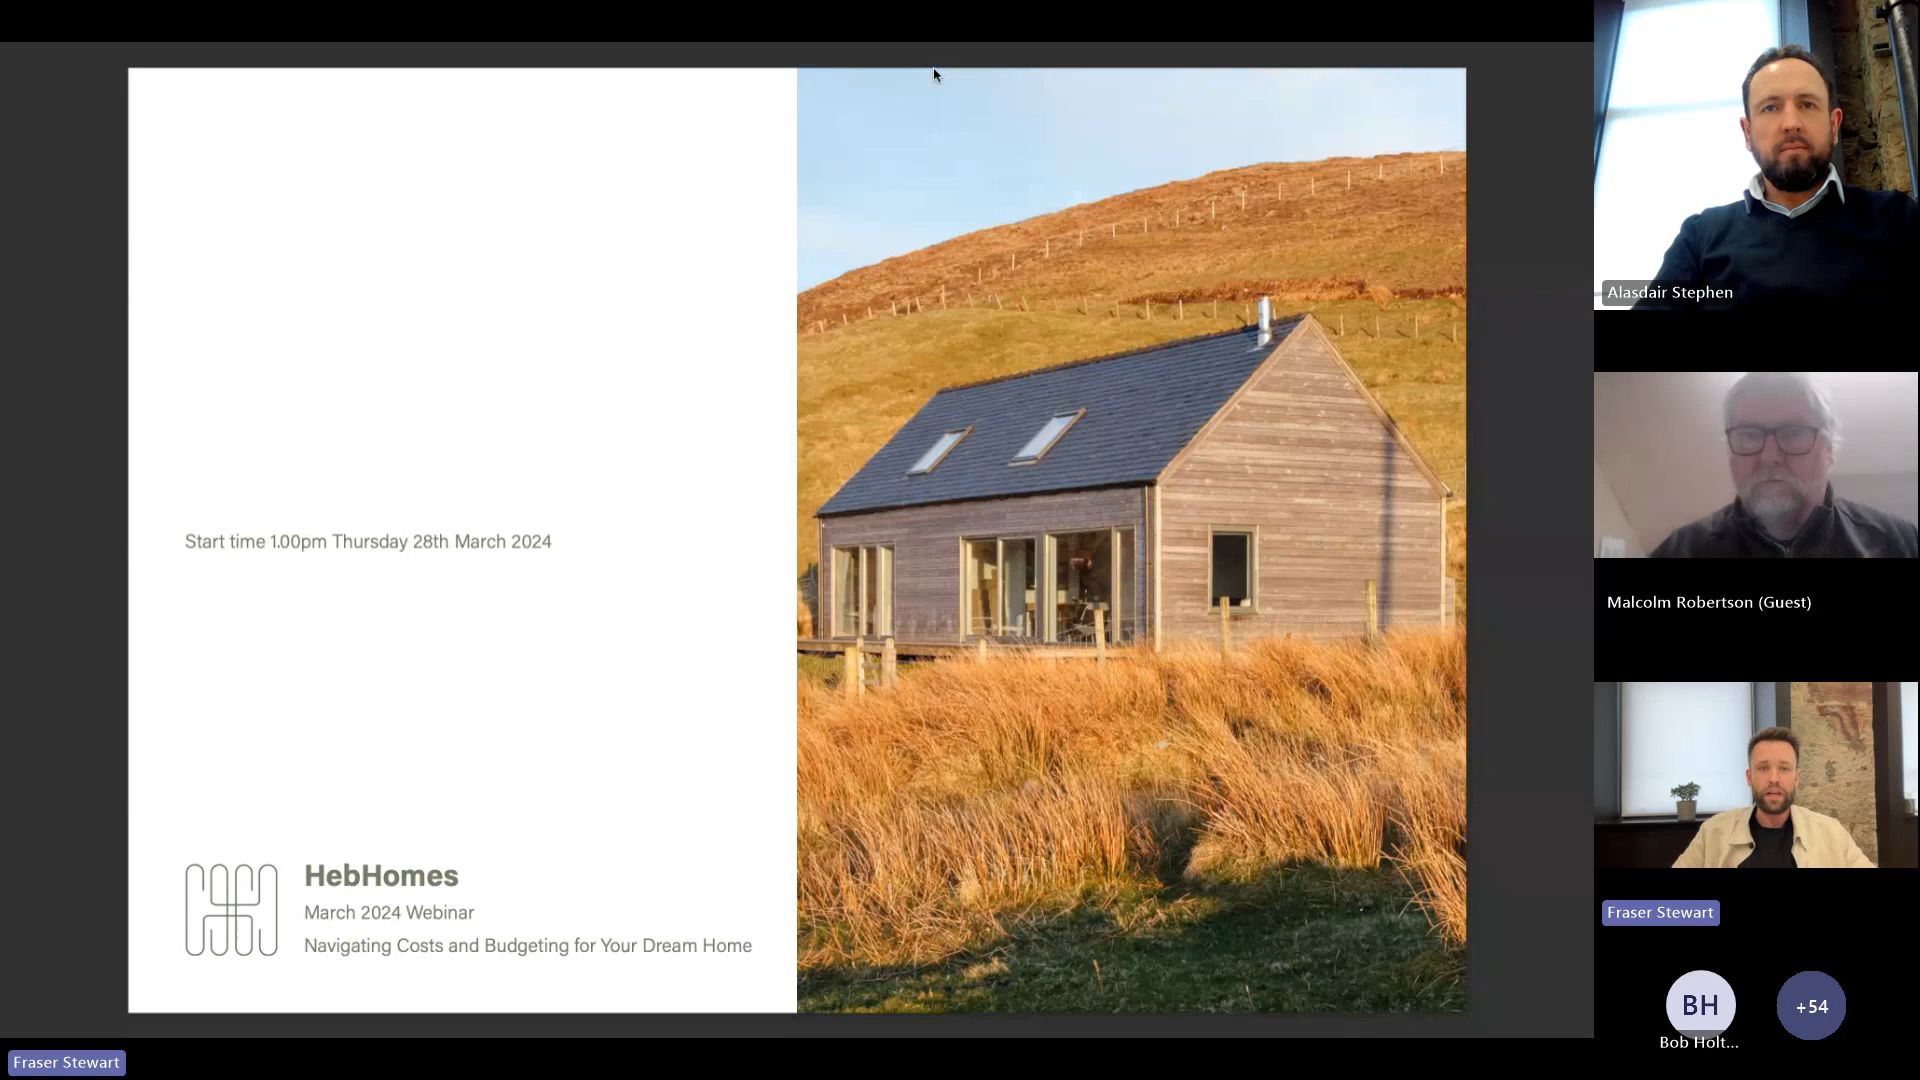 Start time 1.00pm Thursday 28th March 2024
HebHomes
March 2024 Webinar
Navigating Costs and Budgeting for Your Dream Home
Fraser Stewart
Alasdair Stephen
Malcolm Robertson (Guest)
Fraser Stewart
BH
+54
Bob Holt...